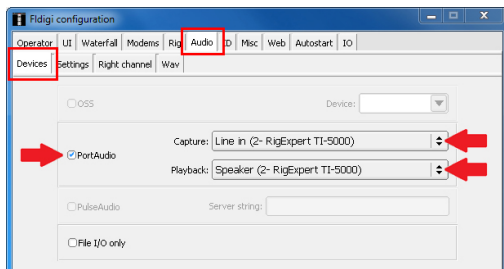 Fldigi configuration
Operator UI Waterfall Modems Rig Audio ID Misc Web Autostart IO
Devices Settings Right channel Wav
OSS Device:
Capture: Line in (2- RigExpert TI-5000)
PortAudio
Playback: Speaker (2- RigExpert TI-5000)
PulseAudio Server string:
File I/O only